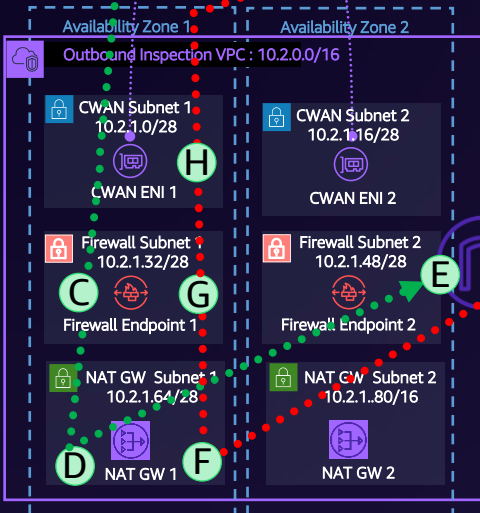 Availability Zone 1
Availability Zone 2
Outbound Inspection VPC : 10.2.0.0/16
CWAN Subnet 1
10.2.1.0/28
H
CWAN ENI 1
CWAN Subnet 2
10.2.1.16/28
CWAN ENI 2
Firewall Subnet 1
10.2.1.32/28
C
G
Firewall Endpoint 1
Firewall Subnet 2
10.2.1.48/28
E
Firewall Endpoint 2
NAT GW Subnet 1
10.2.1.64/28
D
F
NAT GW 1
NAT GW Subnet 2
10.2.1..80/16
NAT GW 2